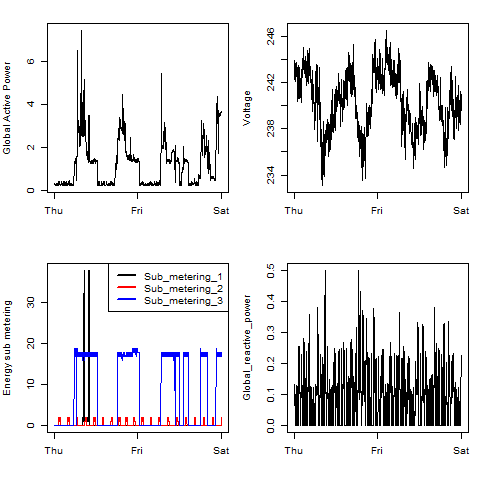 Global Active Power
0 2 4 6
Thu Fri Sat
Voltage
234 238 242 246
Thu Fri Sat
Energy sub metering
0 10 20 30
Sub_metering_1
Sub_metering_2
Sub_metering_3
Thu Fri Sat
Global_reactive_power
0.0 0.1 0.2 0.3 0.4 0.5
Thu Fri Sat